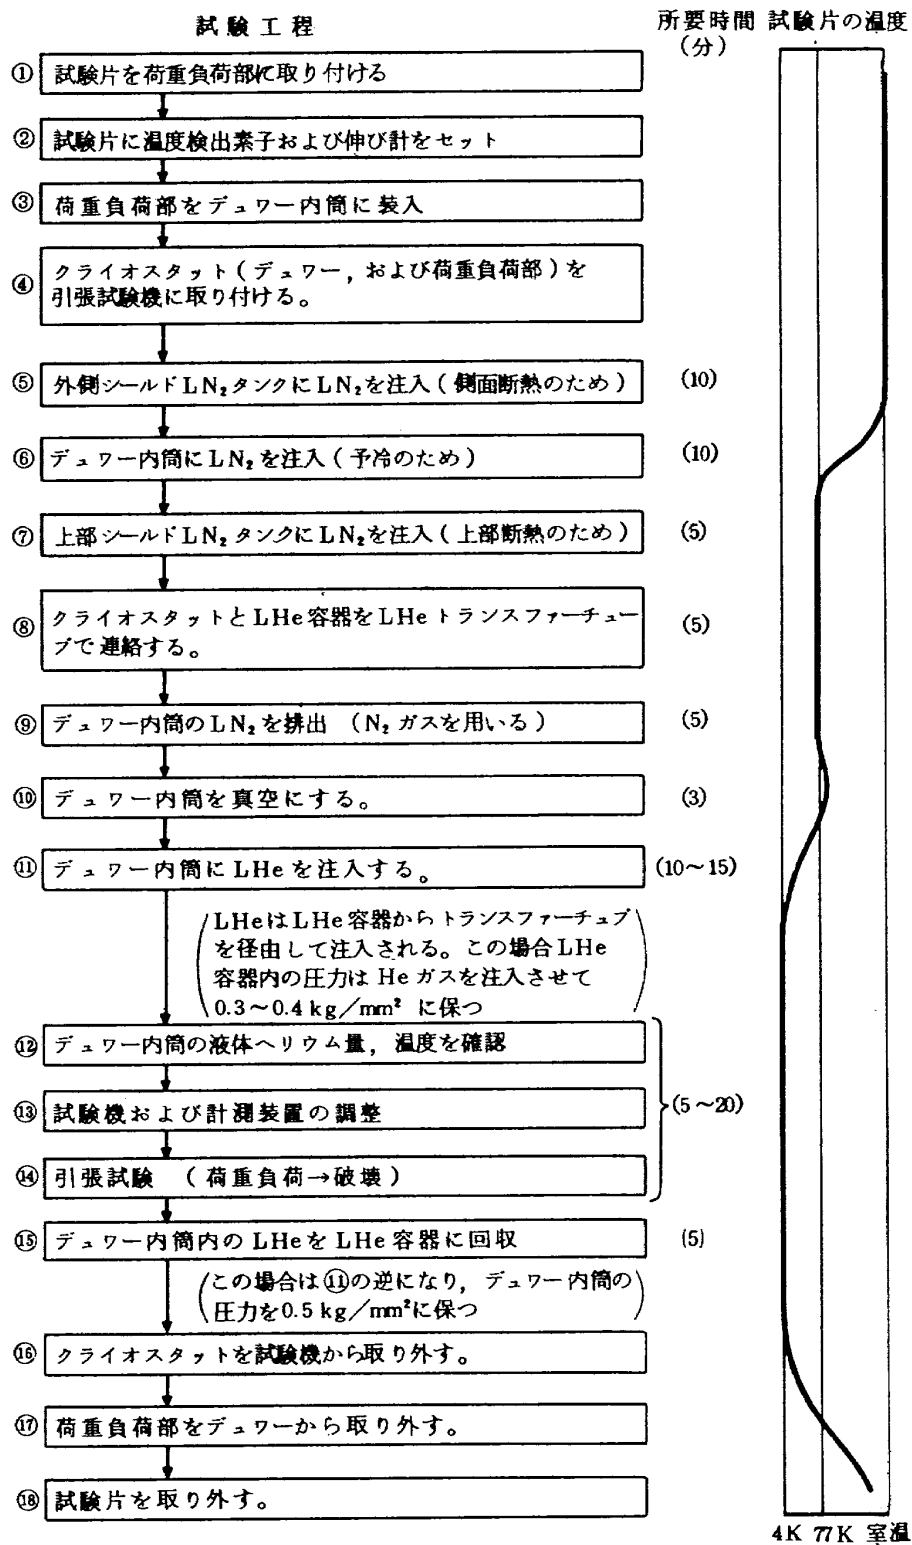 試験工程
所要時間 試験片の温度
(分)
① 試験片を荷重負荷部に取り付ける
② 試験片に温度検出素子および伸び計をセット
③ 荷重負荷部をデュワー内筒に装入
④ クライオスタット(デュワー,および荷重負荷部)を
引張試験機に取り付ける。
⑤ 外側シールドLN₂タンクにLN₂を注入(側面断熱のため) (10)
⑥ デュワー内筒にLN₂を注入(予冷のため) (10)
⑦ 上部シールドLN₂タンクにLN₂を注入(上部断熱のため) (5)
⑧ クライオスタットとLHe容器をLHeトランスファーチュー
ブで連絡する。 (5)
⑨ デュワー内筒のLN₂を排出 (N₂ガスを用いる) (5)
⑩ デュワー内筒を真空にする。 (3)
⑪ デュワー内筒にLHeを注入する。 (10~15)
(LHeはLHe容器からトランスファーチュブ
を径由して注入される。この場合LHe
容器内の圧力はHeガスを注入させて
0.3~0.4kg/mm² に保つ)
⑫ デュワー内筒の液体ヘリウム量,温度を確認
⑬ 試験機および計測装置の調整 (5~20)
⑭ 引張試験 (荷重負荷→破壊)
⑮ デュワー内筒内のLHeをLHe容器に回収 (5)
(この場合は⑪の逆になり,デュワー内筒の
圧力を0.5kg/mm²に保つ)
⑯ クライオスタットを試験機から取り外す。
⑰ 荷重負荷部をデュワーから取り外す。
⑱ 試験片を取り外す。
4K 77K 室温